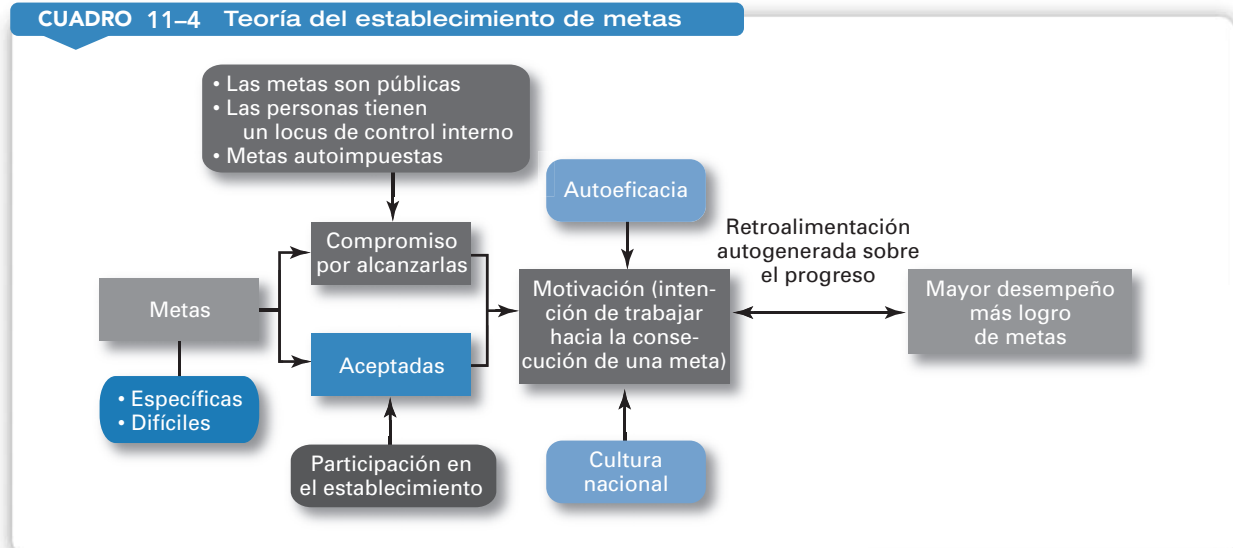 CUADRO 11–4 Teoría del establecimiento de metas
• Las metas son públicas
• Las personas tienen
un locus de control interno
• Metas autoimpuestas
Autoeficacia
Retroalimentación
autogenerada sobre
el progreso
Compromiso
por alcanzarlas
Metas
Motivación (inten-
ción de trabajar
hacia la conse-
cución de una meta)
Mayor desempeño
más logro
de metas
Aceptadas
• Específicas
• Difíciles
Participación en
el establecimiento
Cultura
nacional